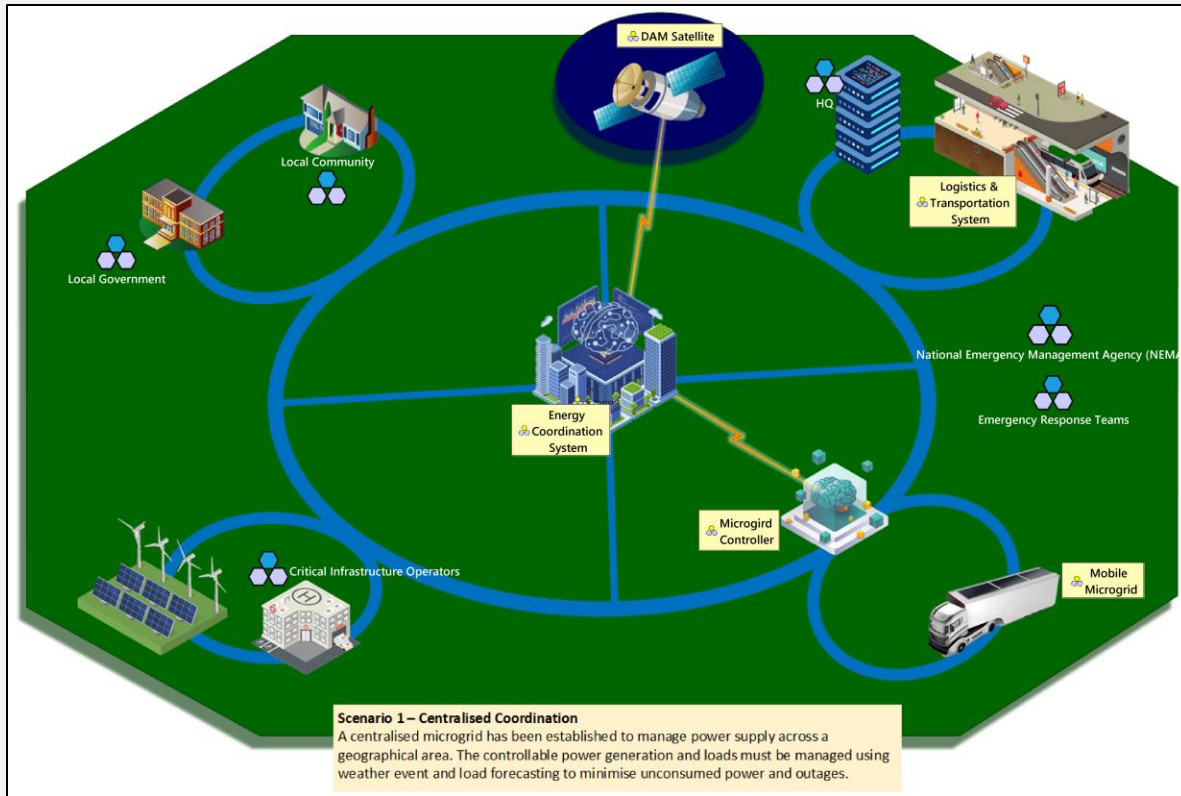 DAM Satellite
HQ
Local Community
Logistics &
Transportation
System
Local Government
National Emergency Management Agency (NEMA
Emergency Response Teams
Energy
Coordination
System
Microgird
Controller
Critical Infrastructure Operators
Mobile
Microgrid
Scenario 1 – Centralised Coordination
A centralised microgrid has been established to manage power supply across a
geographical area. The controllable power generation and loads must be managed using
weather event and load forecasting to minimise unconsumed power and outages.